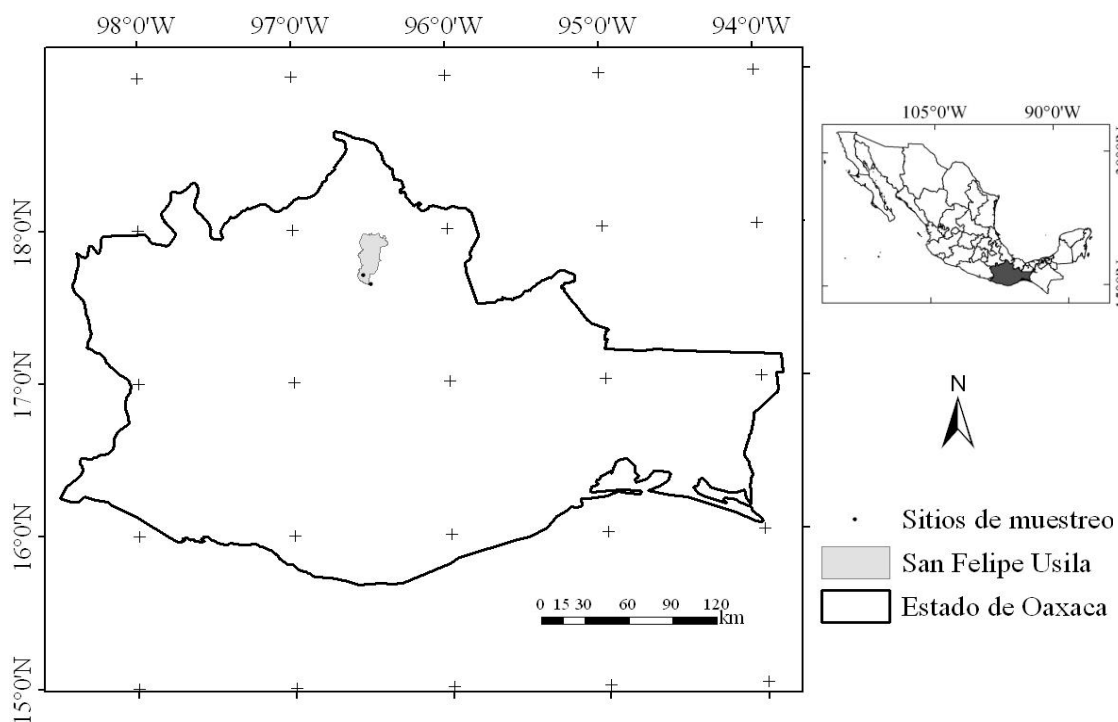 98°0'W 97°0'W 96°0'W 95°0'W 94°0'W
105°0'W 90°0'W
18°0'N
17°0'N
16°0'N
15°0'N
N
Sitios de muestreo
San Felipe Usila
Estado de Oaxaca
0 15 30 60 90 120
km